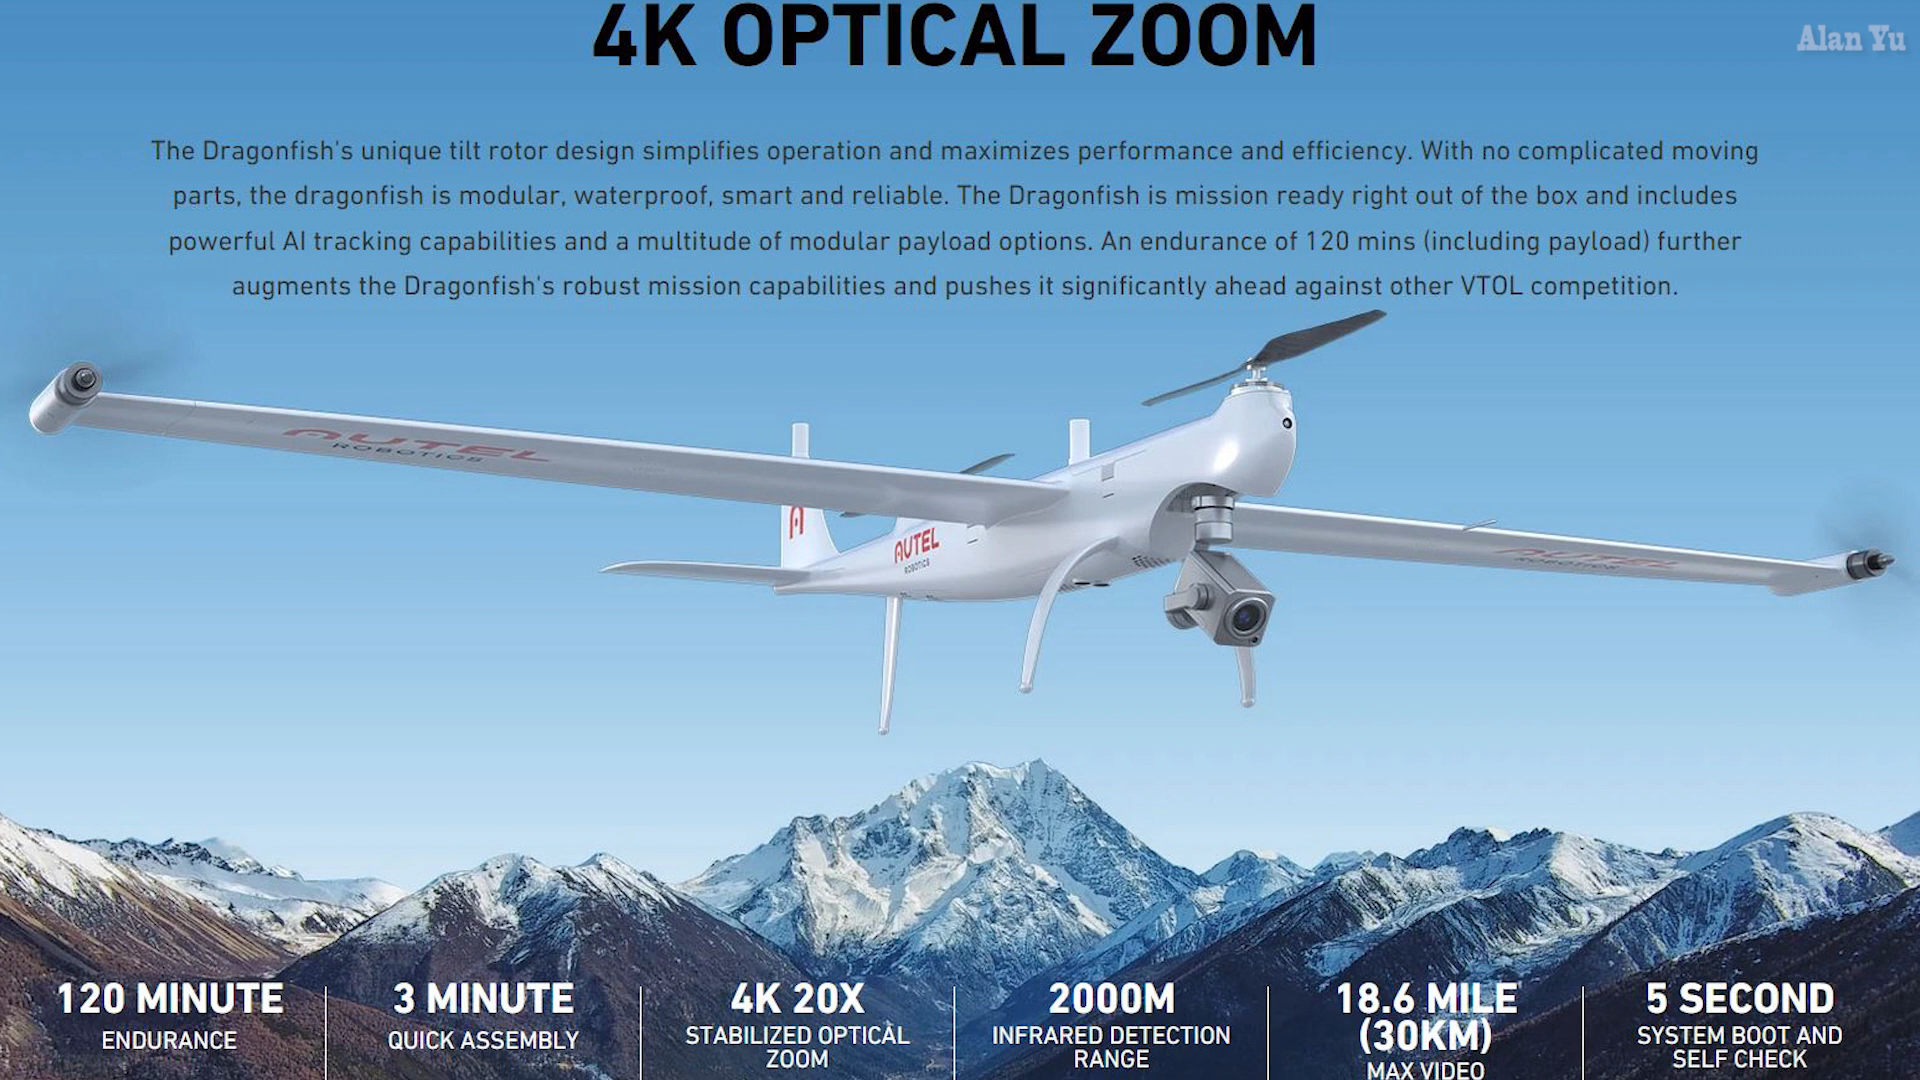 4K OPTICAL ZOOM
Alan Yu
The Dragonfish's unique tilt rotor design simplifies operation and maximizes performance and efficiency. With no complicated moving
parts, the dragonfish is modular, waterproof, smart and reliable. The Dragonfish is mission ready right out of the box and includes
powerful AI tracking capabilities and a multitude of modular payload options. An endurance of 120 mins (including payload) further
augments the Dragonfish's robust mission capabilities and pushes it significantly ahead against other VTOL competition.
AUTEL
ROBOTICS
AUTEL
ROBOTICS
AUTEL
ROBOTICS
120 MINUTE
ENDURANCE
3 MINUTE
QUICK ASSEMBLY
4K 20X
STABILIZED OPTICAL
ZOOM
2000M
INFRARED DETECTION
RANGE
18.6 MILE
(30KM)
MAX VIDEO
5 SECOND
SYSTEM BOOT AND
SELF CHECK